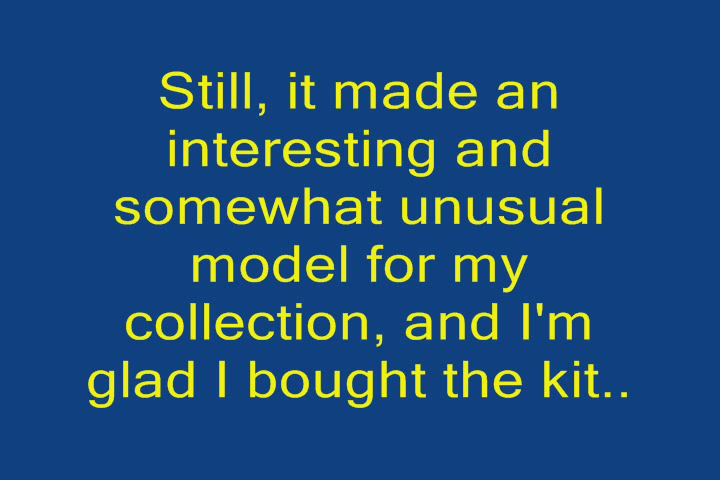 Still, it made an
interesting and
somewhat unusual
model for my
collection, and I'm
glad I bought the kit..